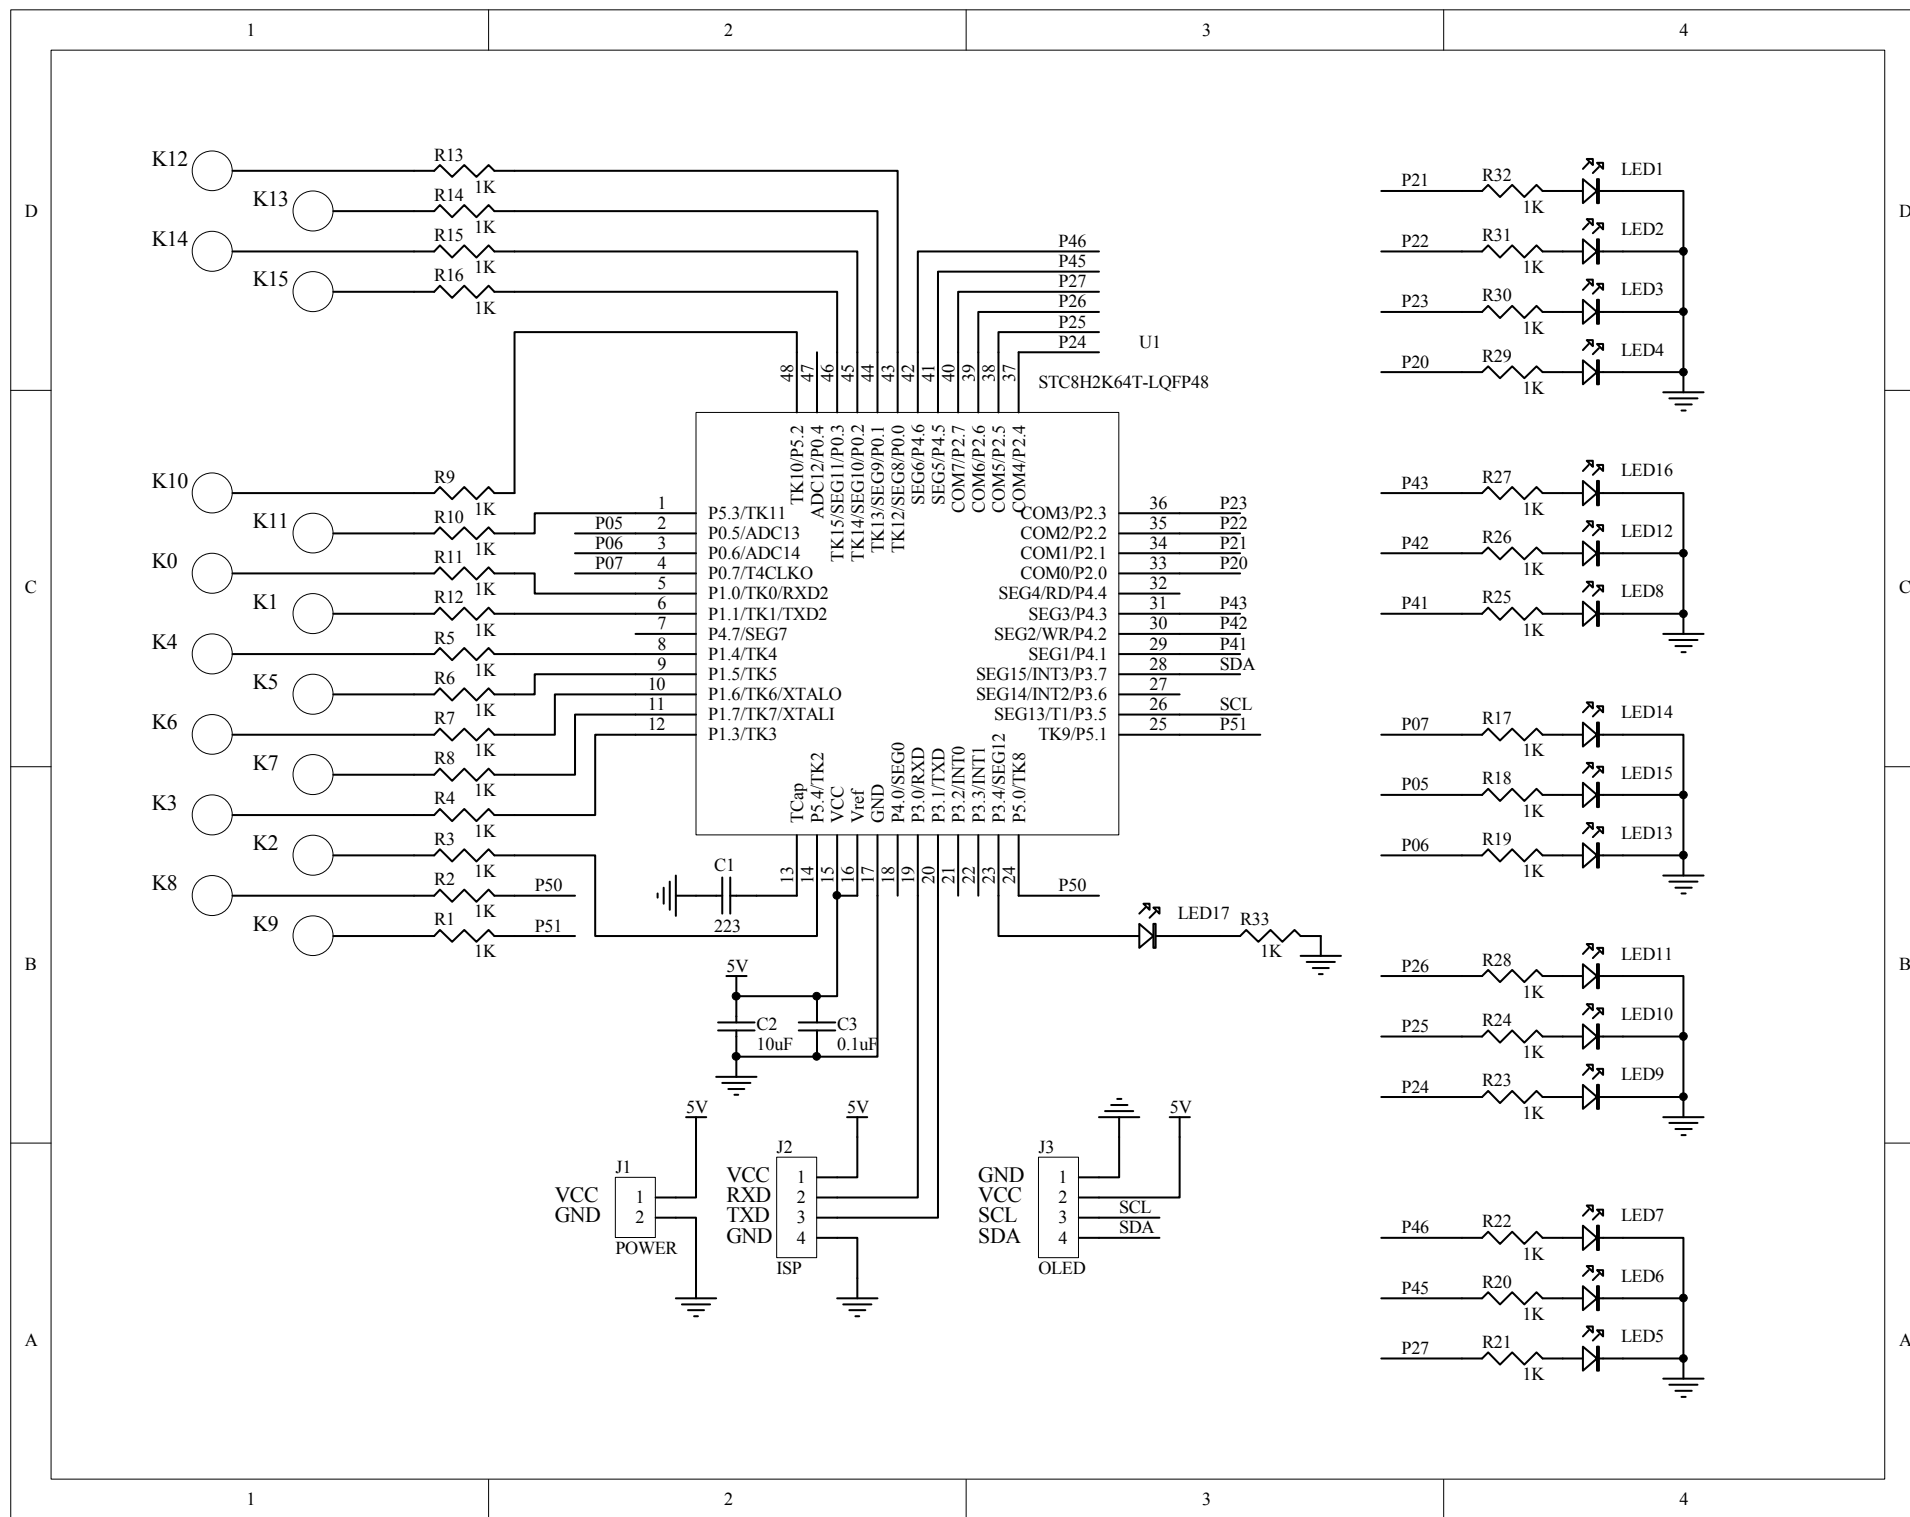 1 2 3 4
D D
C C
B B
A A
K12 R13 1K
K13 R14 1K
K14 R15 1K
K15 R16 1K
K10 R9 1K
K11 R10 1K
K0 R11 1K
K1 R12 1K
K4 R5 1K
K5 R6 1K
K6 R7 1K
K7 R8 1K
K3 R4 1K
K2 R3 1K
K8 R2 1K P50
K9 R1 1K P51
P46
P45
P27
P26
P25
P24
U1
STC8H2K64T-LQFP48
48 TK10/P5.2
47 ADC12/P0.4
46 TK15/SEG11/P0.3
45 TK14/SEG10/P0.2
44 TK13/SEG9/P0.1
43 TK12/SEG8/P0.0
42 SEG6/P4.6
41 SEG5/P4.5
40 COM7/P2.7
39 COM6/P2.6
38 COM5/P2.5
37 COM4/P2.4
1 P5.3/TK11
P05 2 P0.5/ADC13
P06 3 P0.6/ADC14
P07 4 P0.7/T4CLKO
5 P1.0/TK0/RXD2
6 P1.1/TK1/TXD2
7 P4.7/SEG7
8 P1.4/TK4
9 P1.5/TK5
10 P1.6/TK6/XTALO
11 P1.7/TK7/XTALI
12 P1.3/TK3
COM3/P2.3 36 P23
COM2/P2.2 35 P22
COM1/P2.1 34 P21
COM0/P2.0 33 P20
SEG4/RD/P4.4 32
SEG3/P4.3 31 P43
SEG2/WR/P4.2 30 P42
SEG1/P4.1 29 P41
SEG15/INT3/P3.7 28 SDA
SEG14/INT2/P3.6 27
SEG13/T1/P3.5 26 SCL
TK9/P5.1 25 P51
TCap 13
P5.4/TK2 14
VCC 15
Vref 16
GND 17
P4.0/SEG0 18
P3.0/RXD 19
P3.1/TXD 20
P3.2/INT0 21
P3.3/INT1 22
P3.4/SEG12 23
P5.0/TK8 24
P50
C1
223
LED17 R33 1K
5V
C2 10uF
C3 0.1uF
5V
J1
VCC 1
GND 2
POWER
5V
J2
VCC 1
RXD 2
TXD 3
GND 4
ISP
5V
J3
GND 1
VCC 2
SCL 3 SCL
SDA 4 SDA
OLED
P21 R32 1K LED1
P22 R31 1K LED2
P23 R30 1K LED3
P20 R29 1K LED4
P43 R27 1K LED16
P42 R26 1K LED12
P41 R25 1K LED8
P07 R17 1K LED14
P05 R18 1K LED15
P06 R19 1K LED13
P26 R28 1K LED11
P25 R24 1K LED10
P24 R23 1K LED9
P46 R22 1K LED7
P45 R20 1K LED6
P27 R21 1K LED5
1 2 3 4